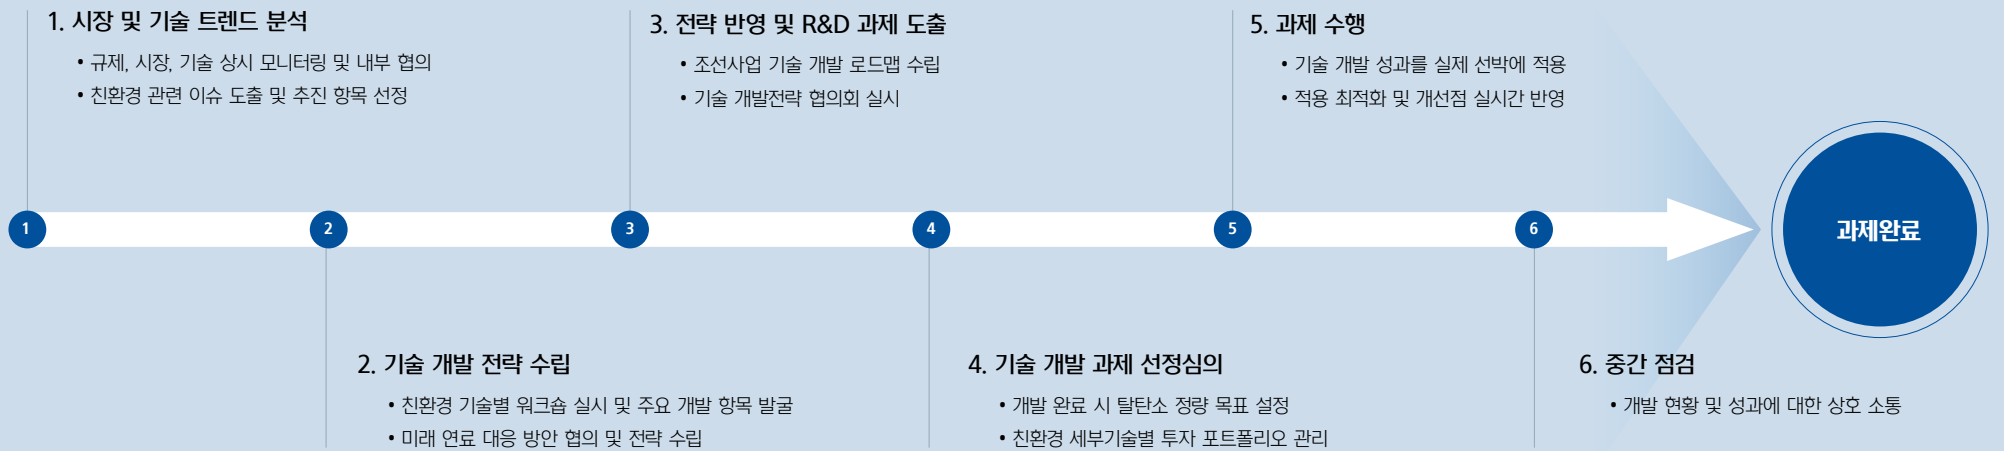 1. 시장 및 기술 트렌드 분석
• 규제, 시장, 기술 상시 모니터링 및 내부 협의
• 친환경 관련 이슈 도출 및 추진 항목 선정
3. 전략 반영 및 R&D 과제 도출
• 조선사업 기술 개발 로드맵 수립
• 기술 개발전략 협의회 실시
5. 과제 수행
• 기술 개발 성과를 실제 선박에 적용
• 적용 최적화 및 개선점 실시간 반영
1
2
3
4
5
6
과제완료
2. 기술 개발 전략 수립
• 친환경 기술별 워크숍 실시 및 주요 개발 항목 발굴
• 미래 연료 대응 방안 협의 및 전략 수립
4. 기술 개발 과제 선정심의
• 개발 완료 시 탈탄소 정량 목표 설정
• 친환경 세부기술별 투자 포트폴리오 관리
6. 중간 점검
• 개발 현황 및 성과에 대한 상호 소통